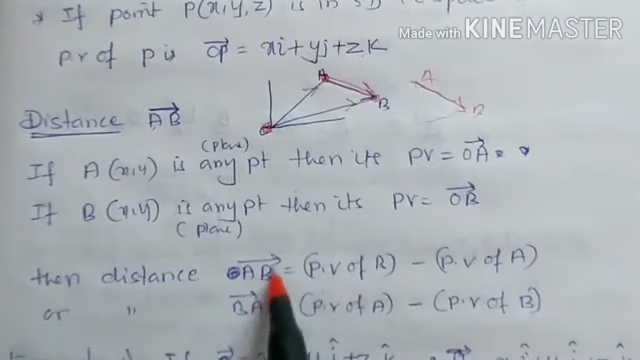 * If point P(x,y,z) is in 3D
Made With KINEMASTER
p.v of p is OP = xi+yj+zk
A
B
A
Distance AB
(plane)
If A(x,y) is any pt then its pv = OA
If B(x,y) is any pt then its pv = OB
(plane)
then distance AB = (p.v of B) - (p.v of A)
or " BA (p.v of A) - (p.v of B)